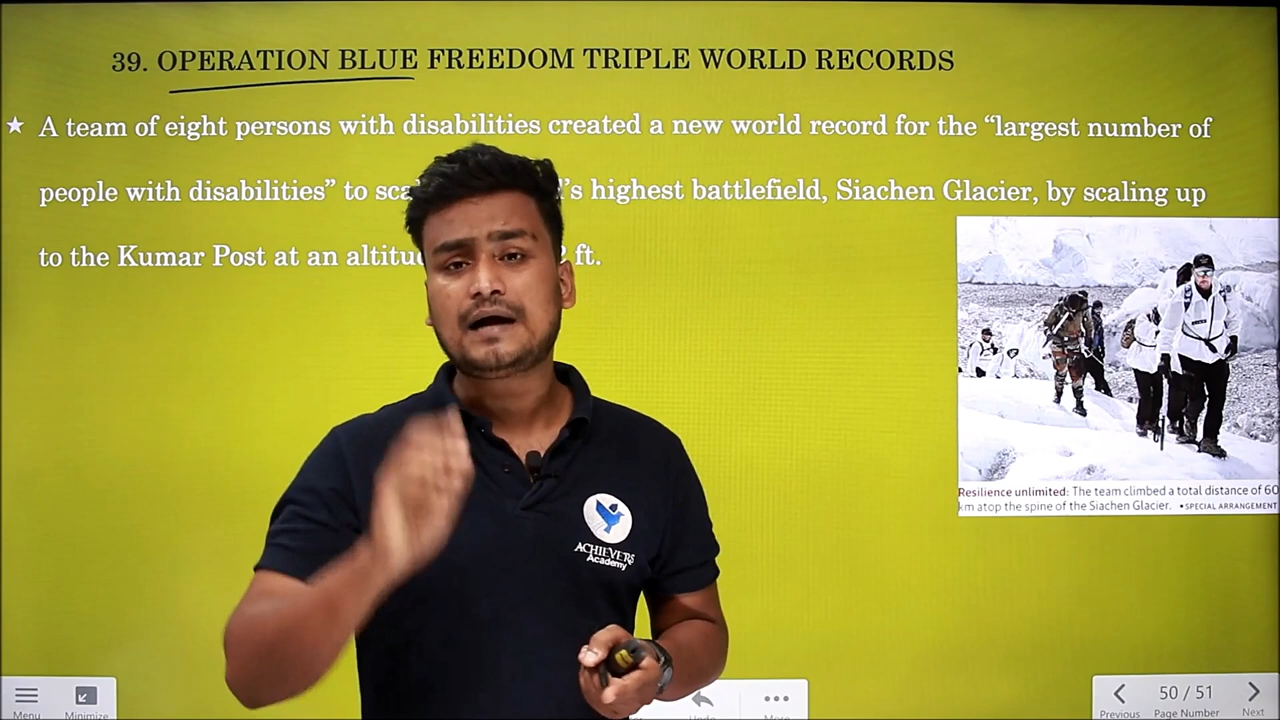 39. OPERATION BLUE FREEDOM TRIPLE WORLD RECORDS
★ A team of eight persons with disabilities created a new world record for the “largest number of
people with disabilities” to highest battlefield, Siachen Glacier, by scaling up
to the Kumar Post at an ft.
Resilience unlimited: The team climbed a total distance of 60
km atop the spine of the Siachen Glacier. • SPECIAL ARRANGEMENT
ACHIEVERS
Academy
Menu
Minimize
Undo
More
Previous
50 / 51
Page Number
Next